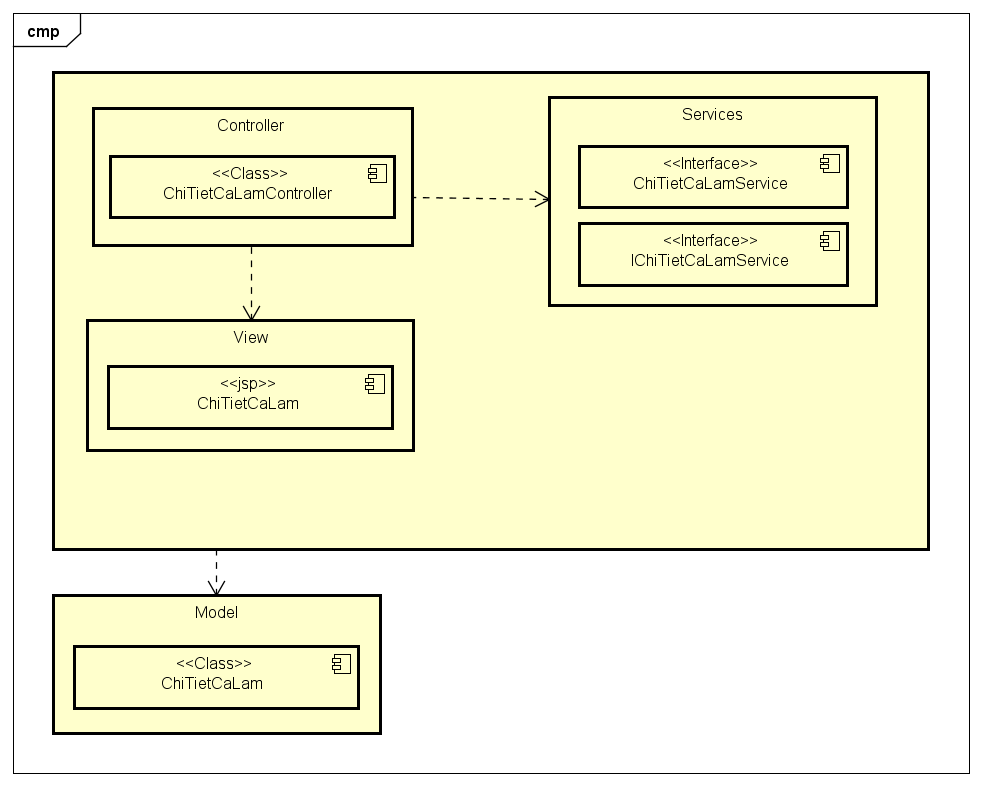 cmp
Controller
<<Class>>
ChiTietCaLamController
Services
<<Interface>>
ChiTietCaLamService
<<Interface>>
IChiTietCaLamService
View
<<jsp>>
ChiTietCaLam
Model
<<Class>>
ChiTietCaLam